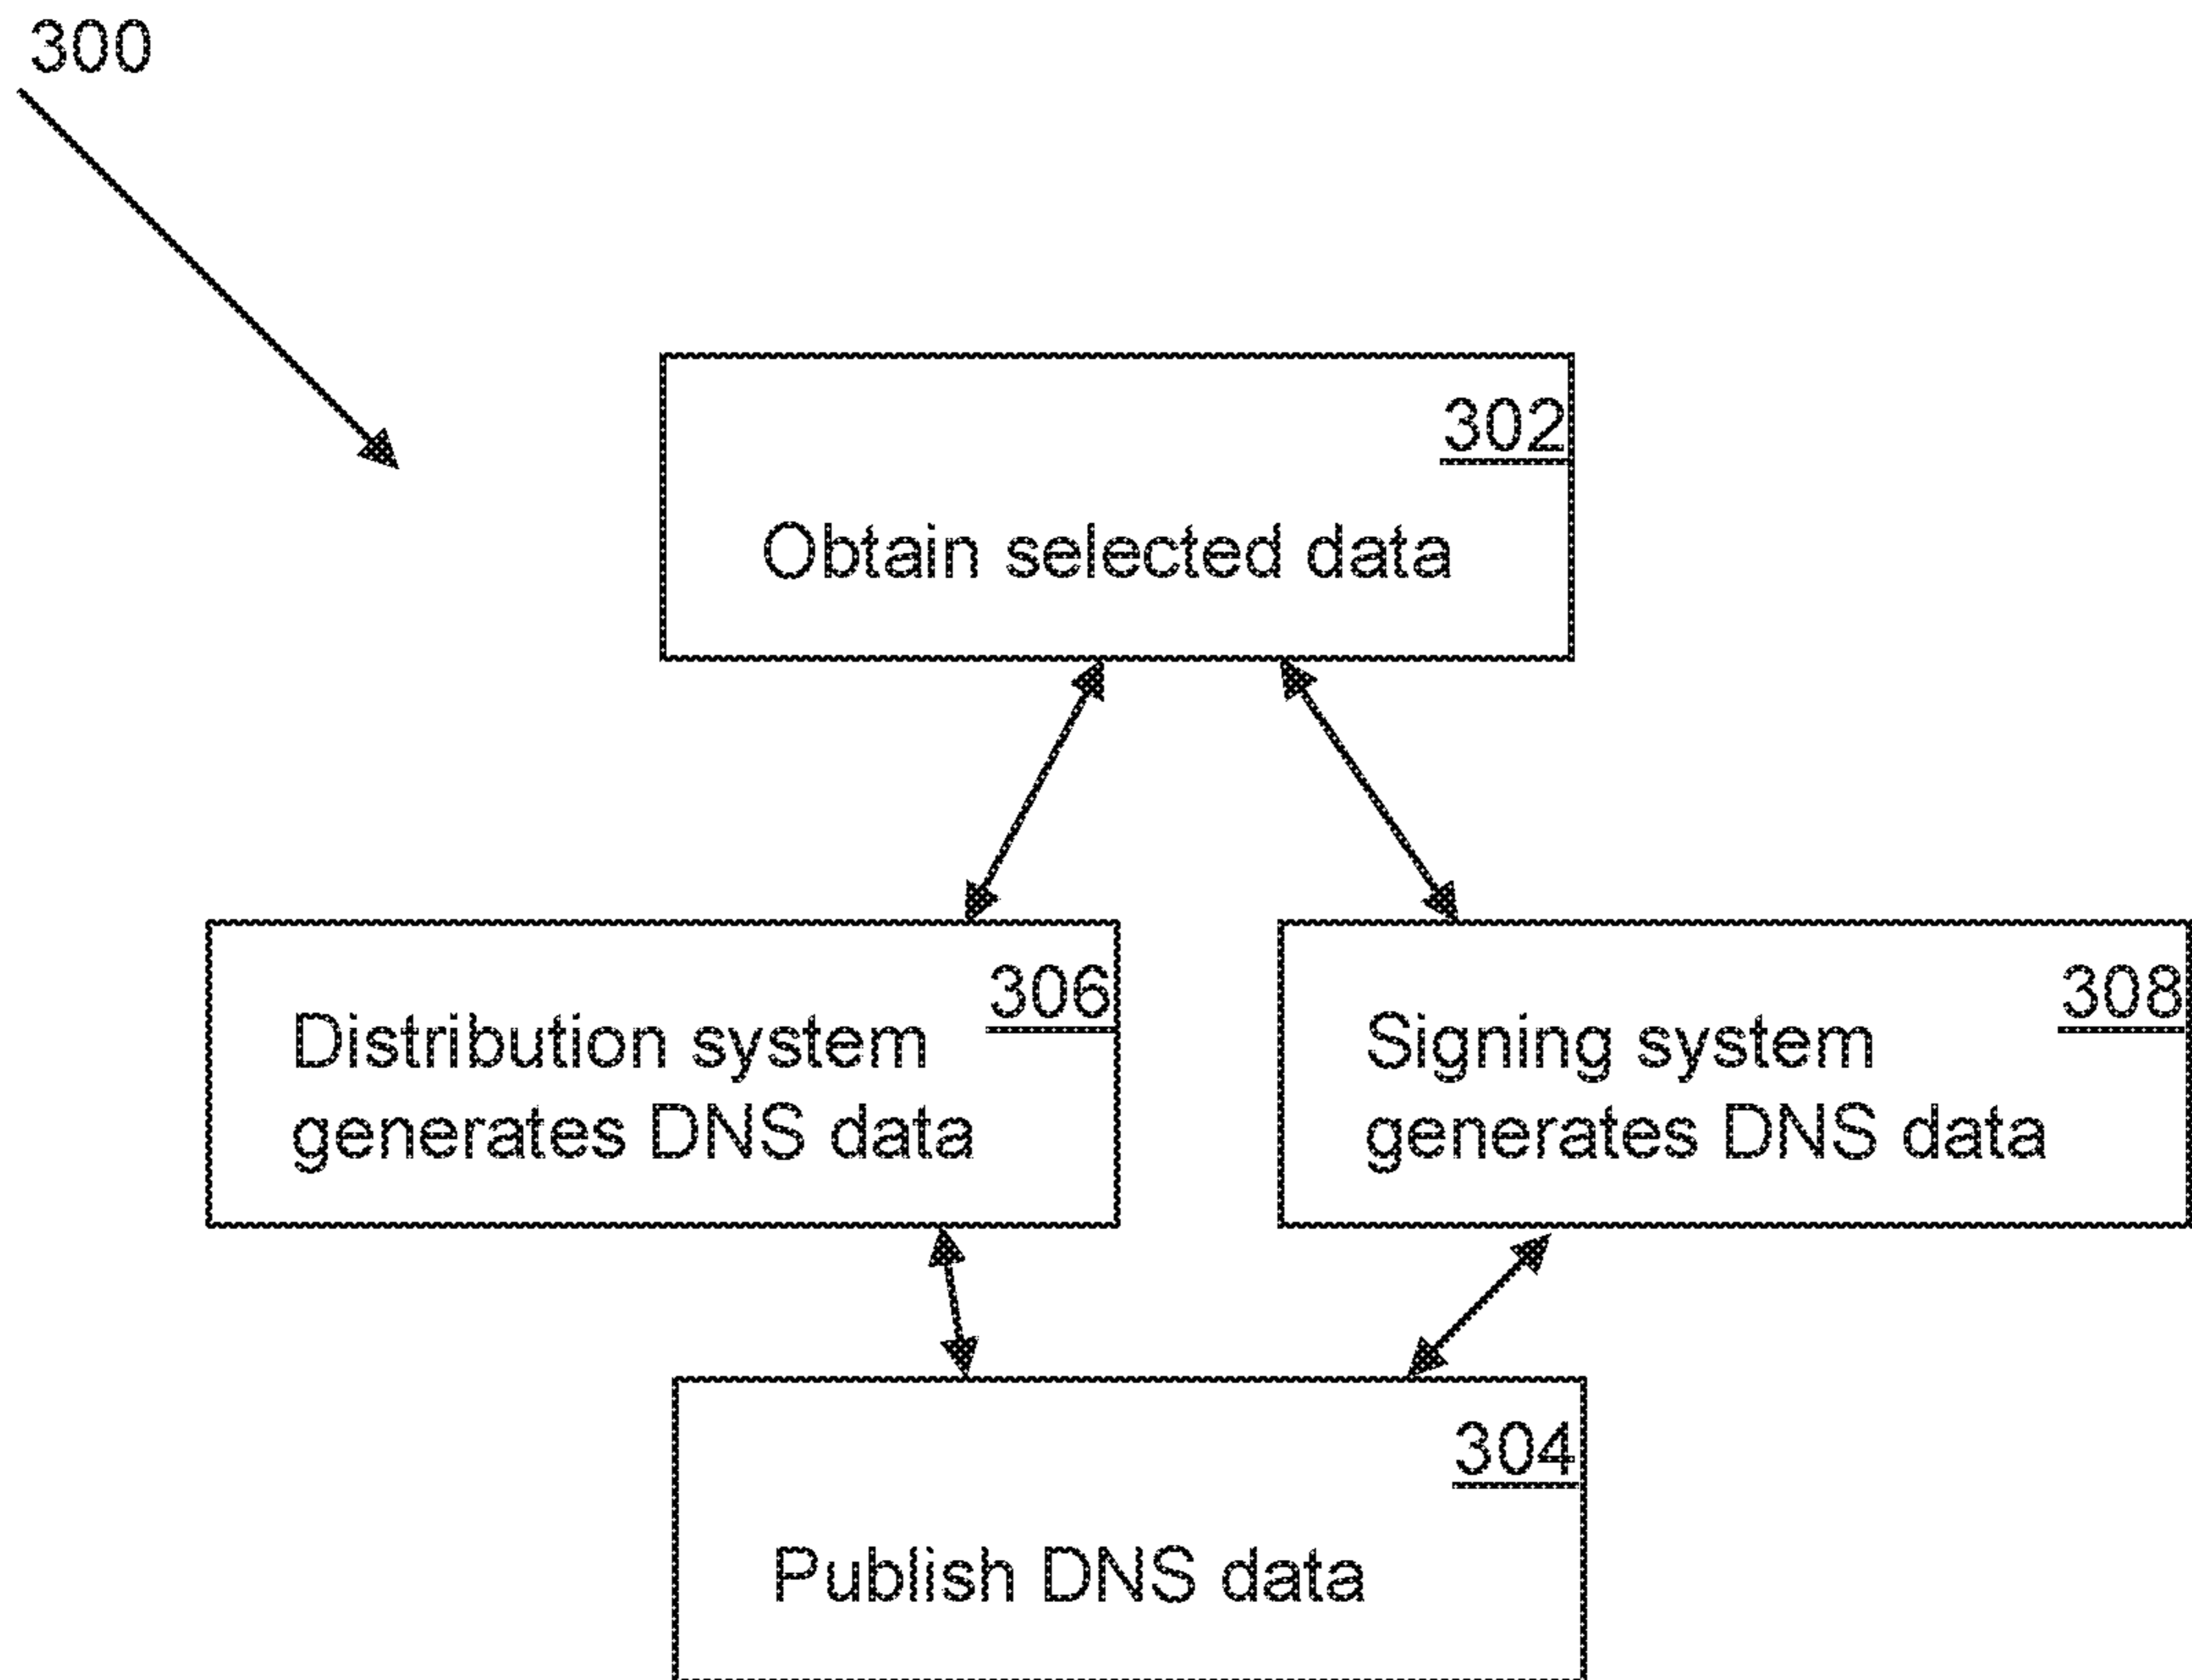 300
302
Obtain selected data
306
Distribution system
generates DNS data
308
Signing system
generates DNS data
304
Publish DNS data